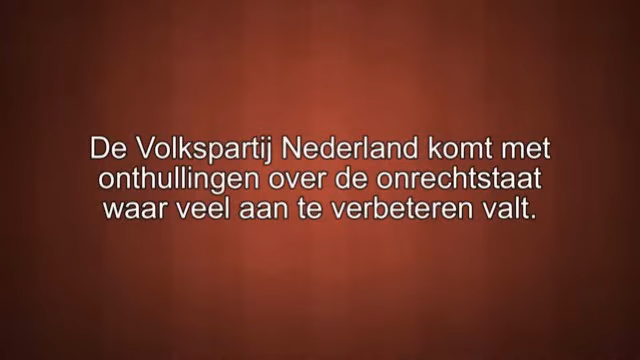 De Volkspartij Nederland komt met
onthullingen over de onrechtstaat
waar veel aan te verbeteren valt.